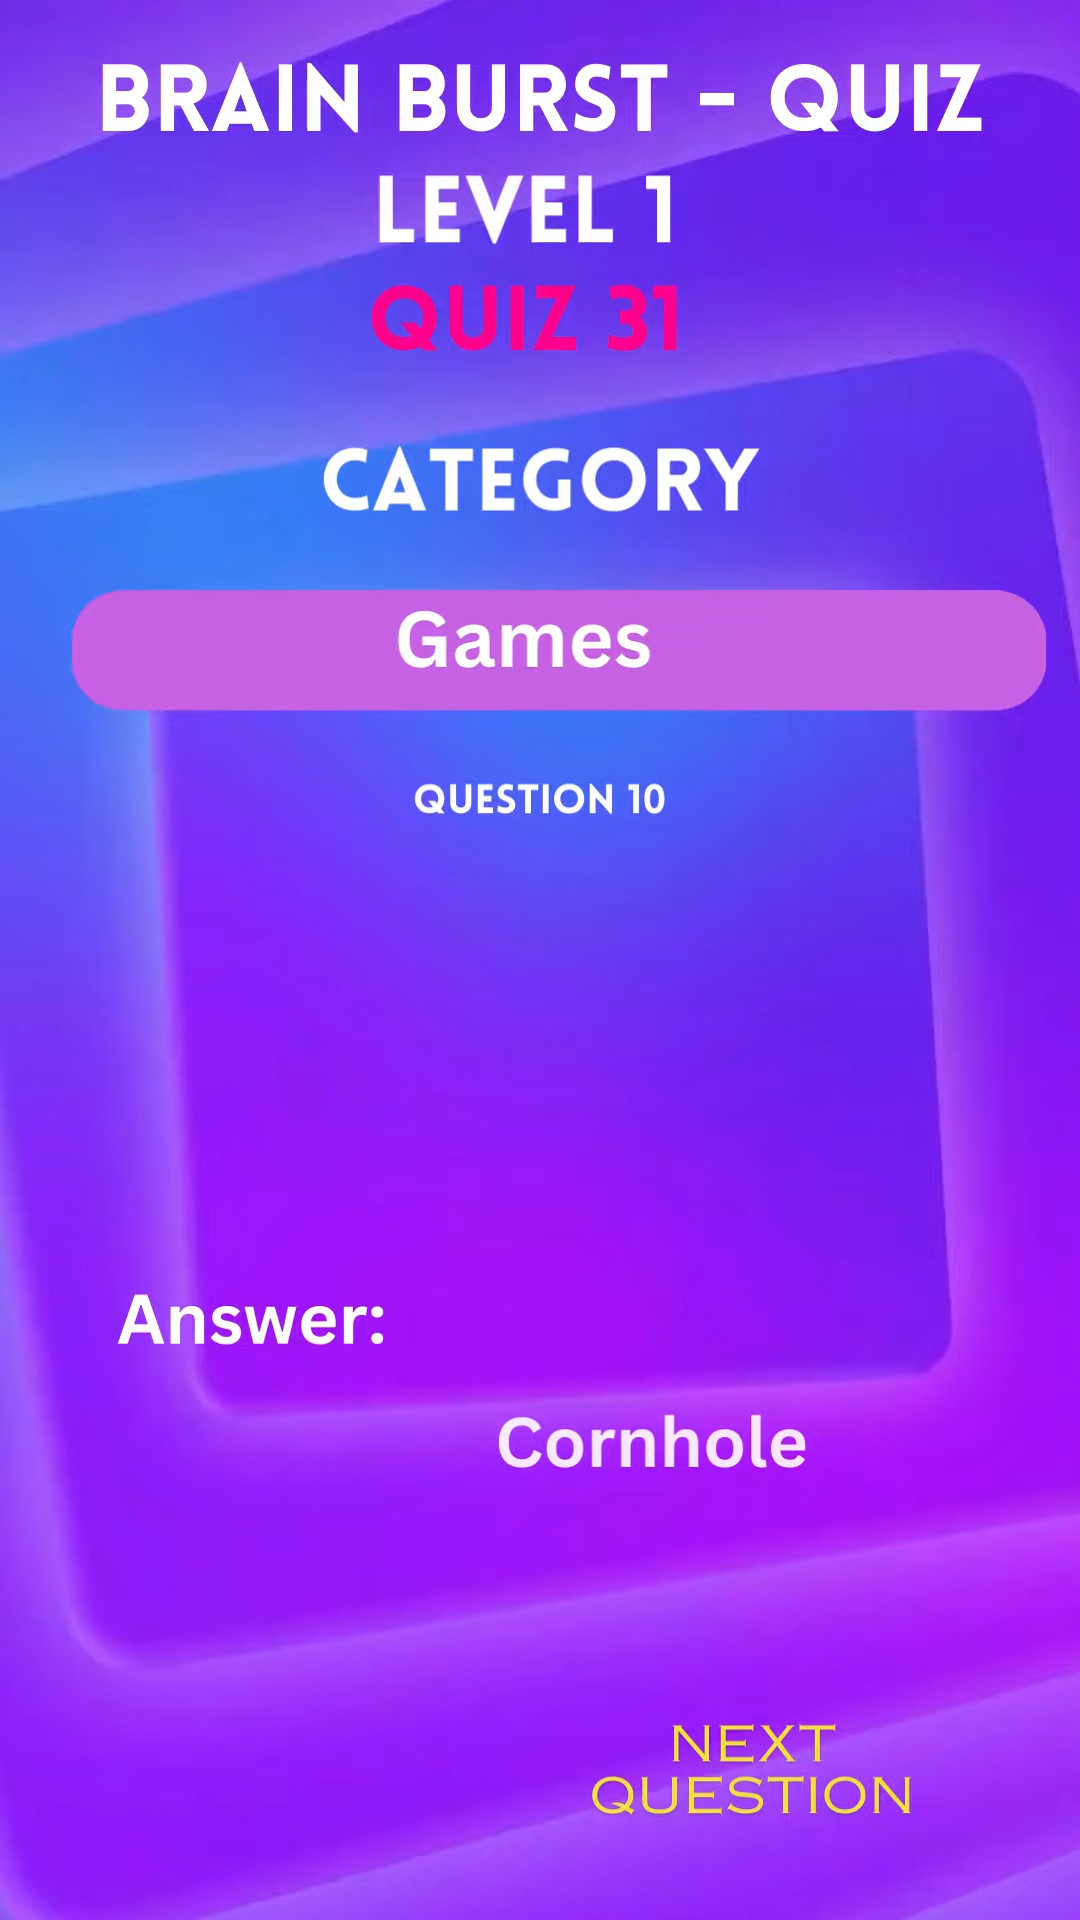 BRAIN BURST - QUIZ
LEVEL 1
QUIZ 31
CATEGORY
Games
QUESTION 10
Answer:
Cornhole
NEXT
QUESTION